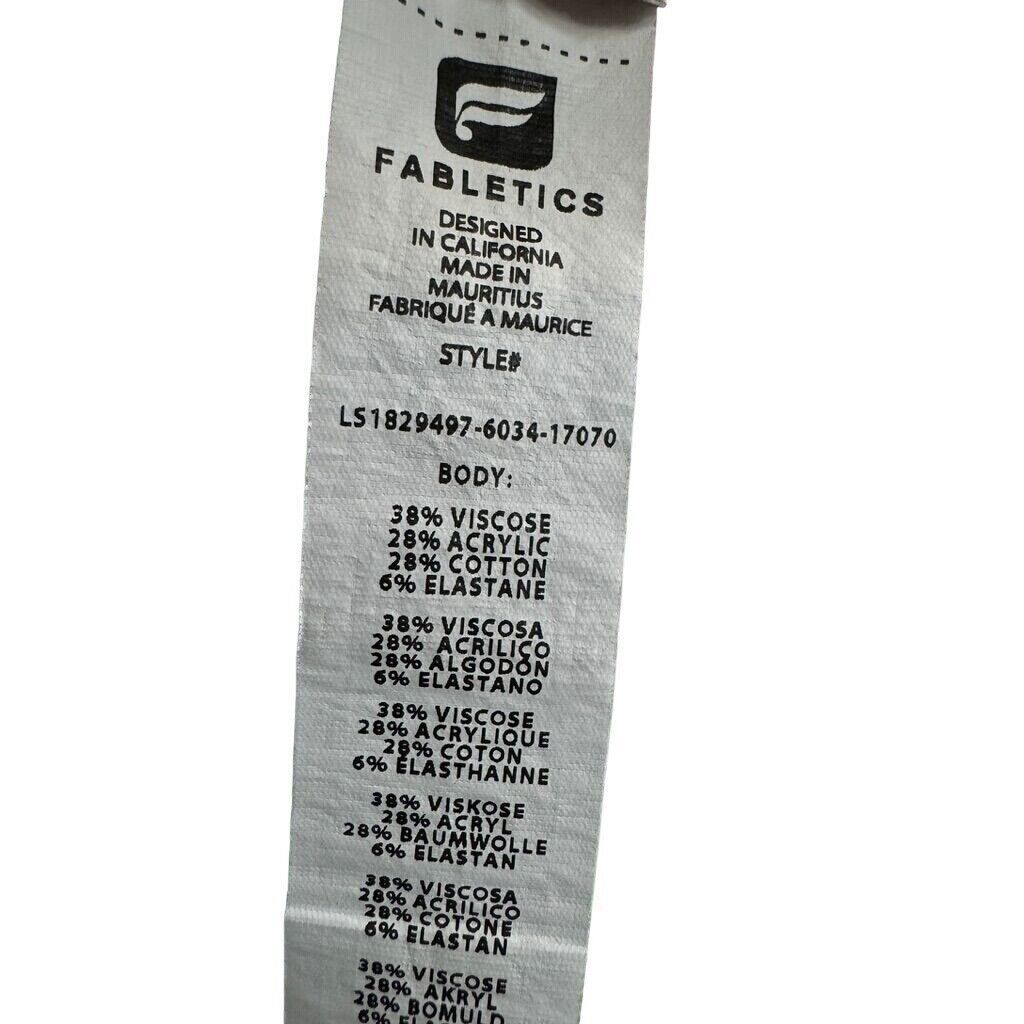 FABLETICS
DESIGNED
IN CALIFORNIA
MADE IN
MAURITIUS
FABRIQUÉ A MAURICE
STYLE#
LS1829497-6034-17070
BODY:
38% VISCOSE
28% ACRYLIC
28% COTTON
6% ELASTANE
38% VISCOSA
28% ACRILICO
28% ALGODÓN
6% ELASTANO
38% VISCOSE
28% ACRYLIQUE
28% COTON
6% ÉLASTHANNE
38% VISKOSE
28% ACRYL
28% BAUMWOLLE
6% ELASTAN
38% VISCOSA
28% ACRILICO
28% COTONE
6% ELASTAN
38% VISCOSE
28% AKRYL
28% BOMULD
6%